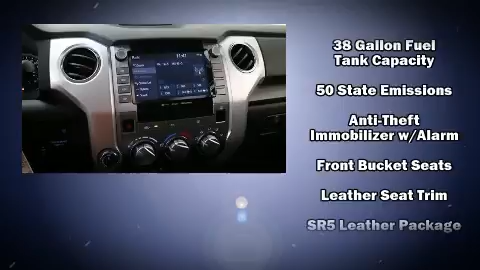 38 Gallon Fuel
Tank Capacity
50 State Emissions
Anti-Theft
Immobilizer w/Alarm
Front Bucket Seats
Leather Seat Trim
SR5 Leather Package